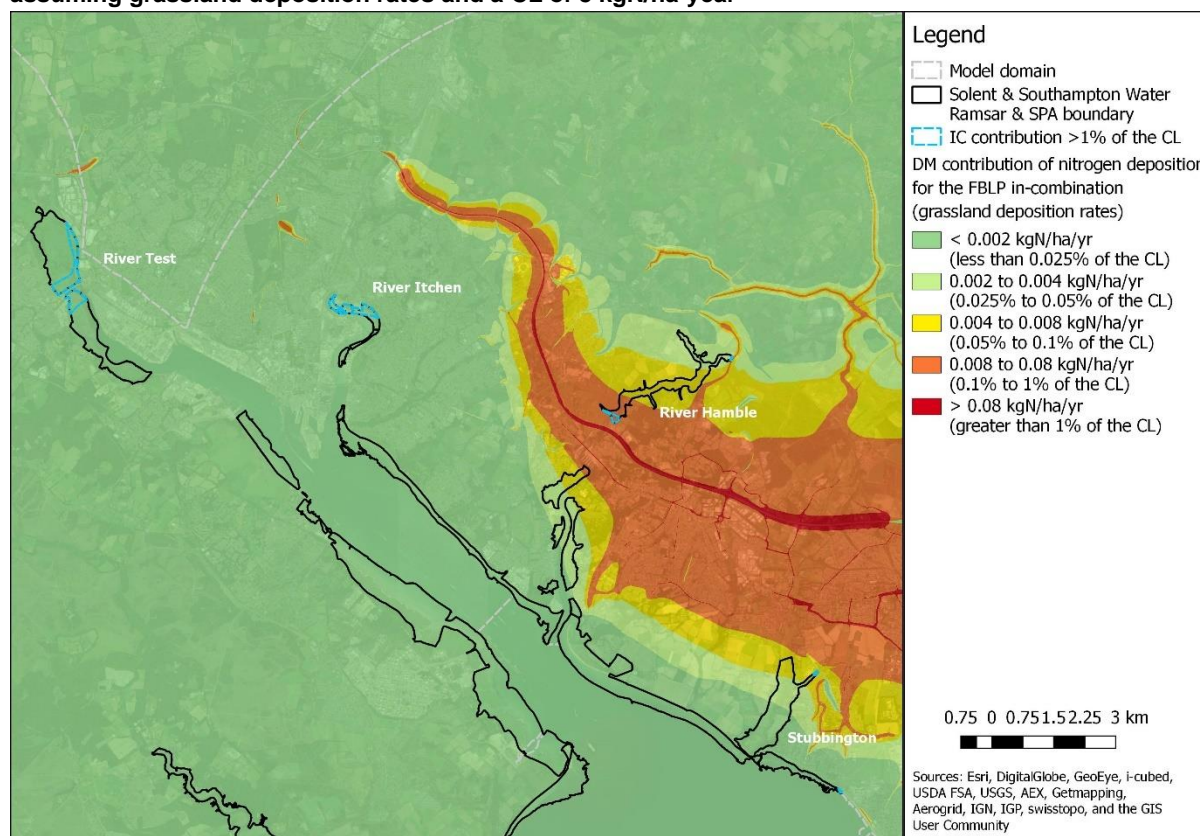 assuming grassland deposition rates and a CL of 8 kgN/ha-year
River Test
River Itchen
River Hamble
Stubbington
Legend
Model domain
Solent & Southampton Water
Ramsar & SPA boundary
IC contribution >1% of the CL
DM contribution of nitrogen deposition
for the FBLP in-combination
(grassland deposition rates)
< 0.002 kgN/ha/yr
(less than 0.025% of the CL)
0.002 to 0.004 kgN/ha/yr
(0.025% to 0.05% of the CL)
0.004 to 0.008 kgN/ha/yr
(0.05% to 0.1% of the CL)
0.008 to 0.08 kgN/ha/yr
(0.1% to 1% of the CL)
> 0.08 kgN/ha/yr
(greater than 1% of the CL)
0.75 0 0.75 1.5 2.25 3 km
Sources: Esri, DigitalGlobe, GeoEye, i-cubed,
USDA FSA, USGS, AEX, Getmapping,
Aerogrid, IGN, IGP, swisstopo, and the GIS
User Community